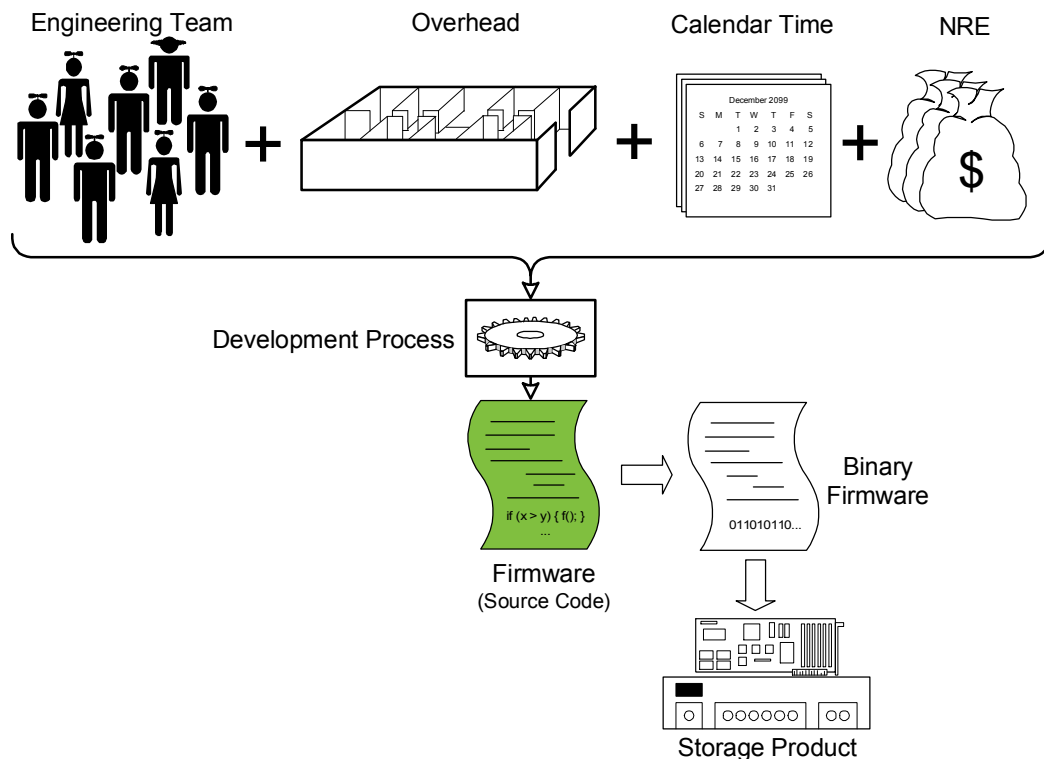 Engineering Team
Overhead
Calendar Time
NRE
December 2099
S M T W T F S
1 2 3 4 5
6 7 8 9 10 11 12
13 14 15 16 17 18 19
20 21 22 23 24 25 26
27 28 29 30 31
$
Development Process
if (x > y) { f(); }
...
011010110...
Binary
Firmware
Firmware
(Source Code)
Storage Product